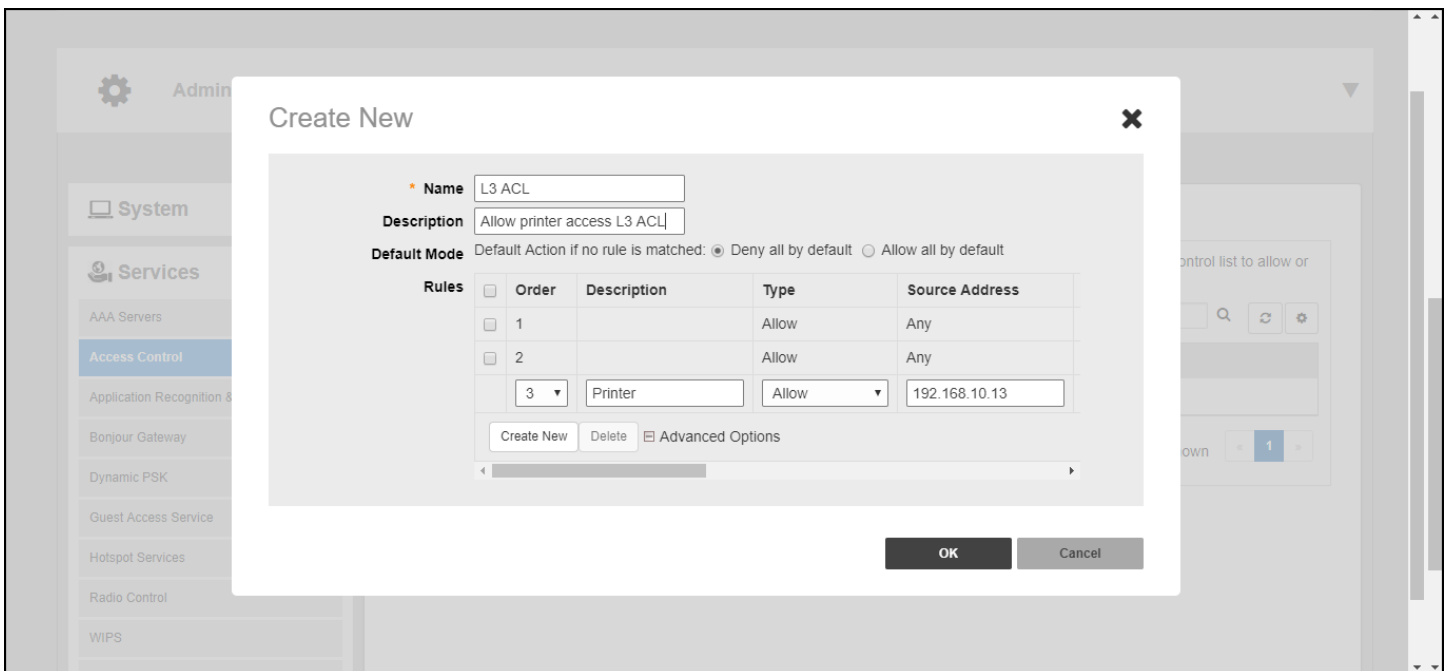 Admin
Create New
* Name L3 ACL
System
Description Allow printer access L3 ACL
Default Mode Default Action if no rule is matched: Deny all by default Allow all by default
Services
ontrol list to allow or
Rules Order Description Type Source Address
AAA Servers
1 Allow Any
Access Control
2 Allow Any
Application Recognition &
3 Printer Allow 192.168.10.13
Bonjour Gateway
Create New Delete Advanced Options
own 1
Dynamic PSK
Guest Access Service
Hotspot Services
OK Cancel
Radio Control
WIPS